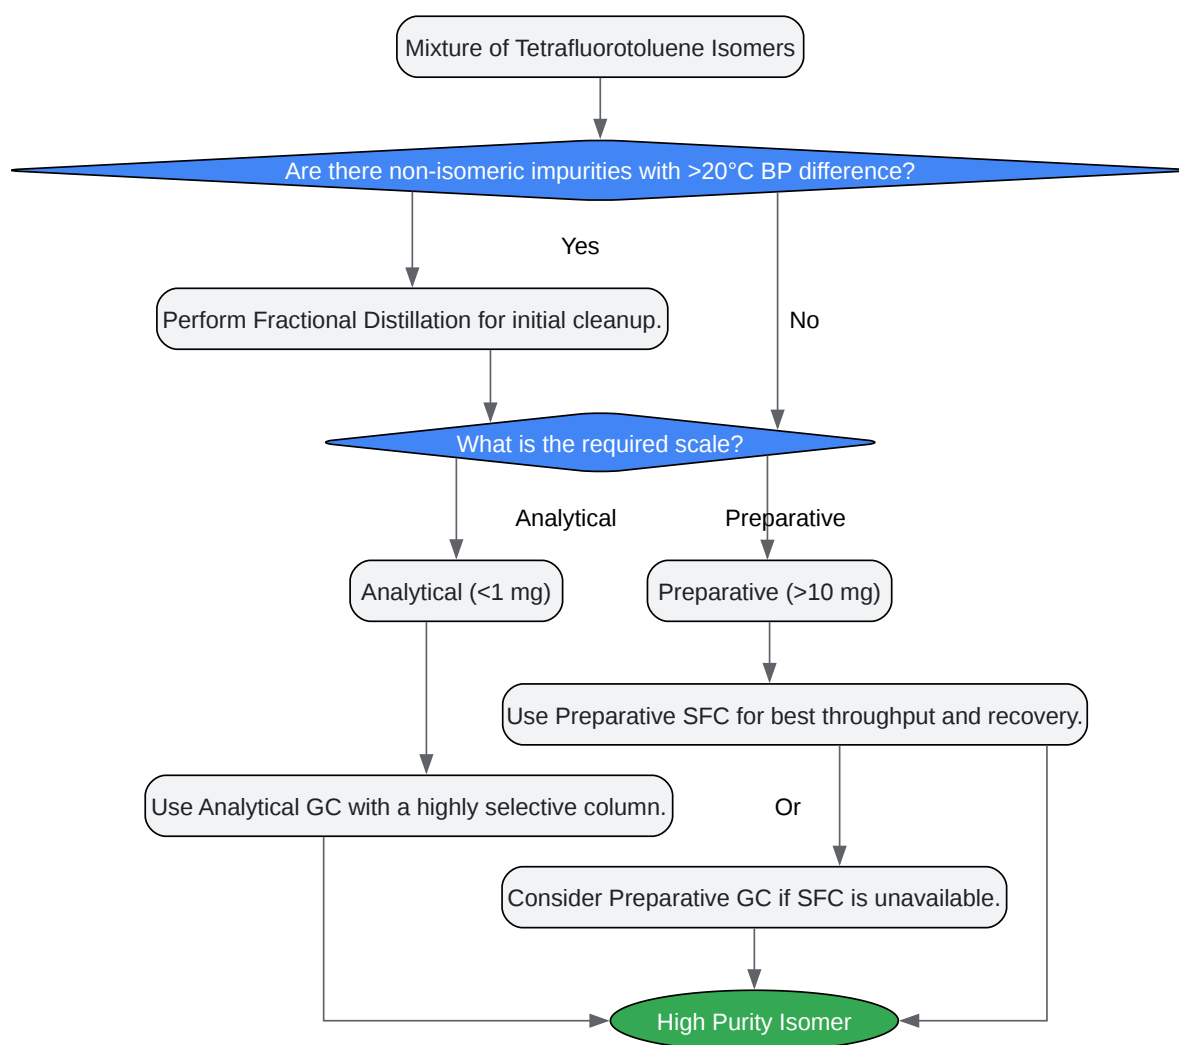 Mixture of Tetrafluorotoluene Isomers
Are there non-isomeric impurities with >20°C BP difference?
Yes
Perform Fractional Distillation for initial cleanup.
No
What is the required scale?
Analytical
Preparative
Analytical (<1 mg)
Preparative (>10 mg)
Use Preparative SFC for best throughput and recovery.
Use Analytical GC with a highly selective column.
Or
Consider Preparative GC if SFC is unavailable.
High Purity Isomer